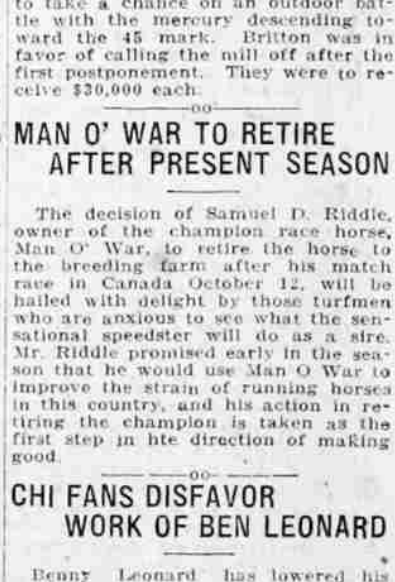 to take a chance on an outdoor bat-
tle with the mercury descending to-
ward the 45 mark. Britton was in
favor of calling the mill off after the
first postponement. They were to re-
ceive $30,000 each.
oo
MAN O' WAR TO RETIRE
AFTER PRESENT SEASON
The decision of Samuel D. Riddle,
owner of the champion race horse,
Man O' War, to retire the horse to
the breeding farm after his match
race in Canada October 12, will be
hailed with delight by those turfmen
who are anxious to see what the sen-
sational speedster will do as a sire.
Mr. Riddle promised early in the sea-
son that he would use Man O War to
improve the strain of running horses
in this country, and his action in re-
tiring the champion is taken as the
first step in hte direction of making
good.
oo
CHI FANS DISFAVOR
WORK OF BEN LEONARD
Benny Leonard has lowered his